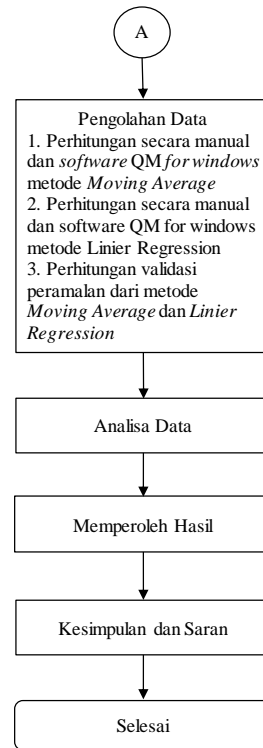 A
Pengolahan Data
1. Perhitungan secara manual
dan software QM for windows
metode Moving Average
2. Perhitungan secara manual
dan software QM for windows
metode Linier Regression
3. Perhitungan validasi
peramalan dari metode
Moving Average dan Linier
Regression
Analisa Data
Memperoleh Hasil
Kesimpulan dan Saran
Selesai